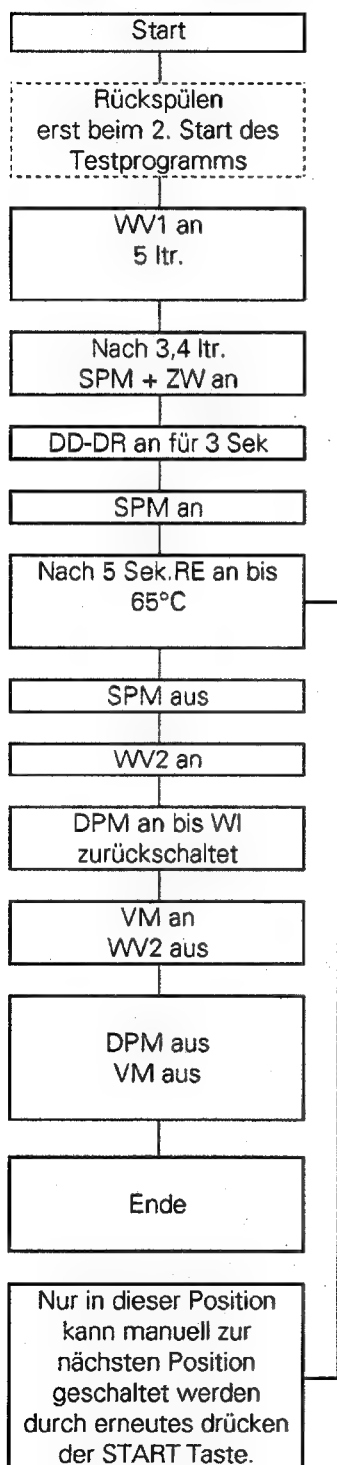 Start
Rückspülen
erst beim 2. Start des
Testprogramms
WV1 an
5 ltr.
Nach 3,4 ltr.
SPM + ZW an
DD-DR an für 3 Sek
SPM an
Nach 5 Sek.RE an bis
65°C
SPM aus
WV2 an
DPM an bis WI
zurückschaltet
VM an
WV2 aus
DPM aus
VM aus
Ende
Nur in dieser Position
kann manuell zur
nächsten Position
geschaltet werden
durch erneutes drücken
der START Taste.